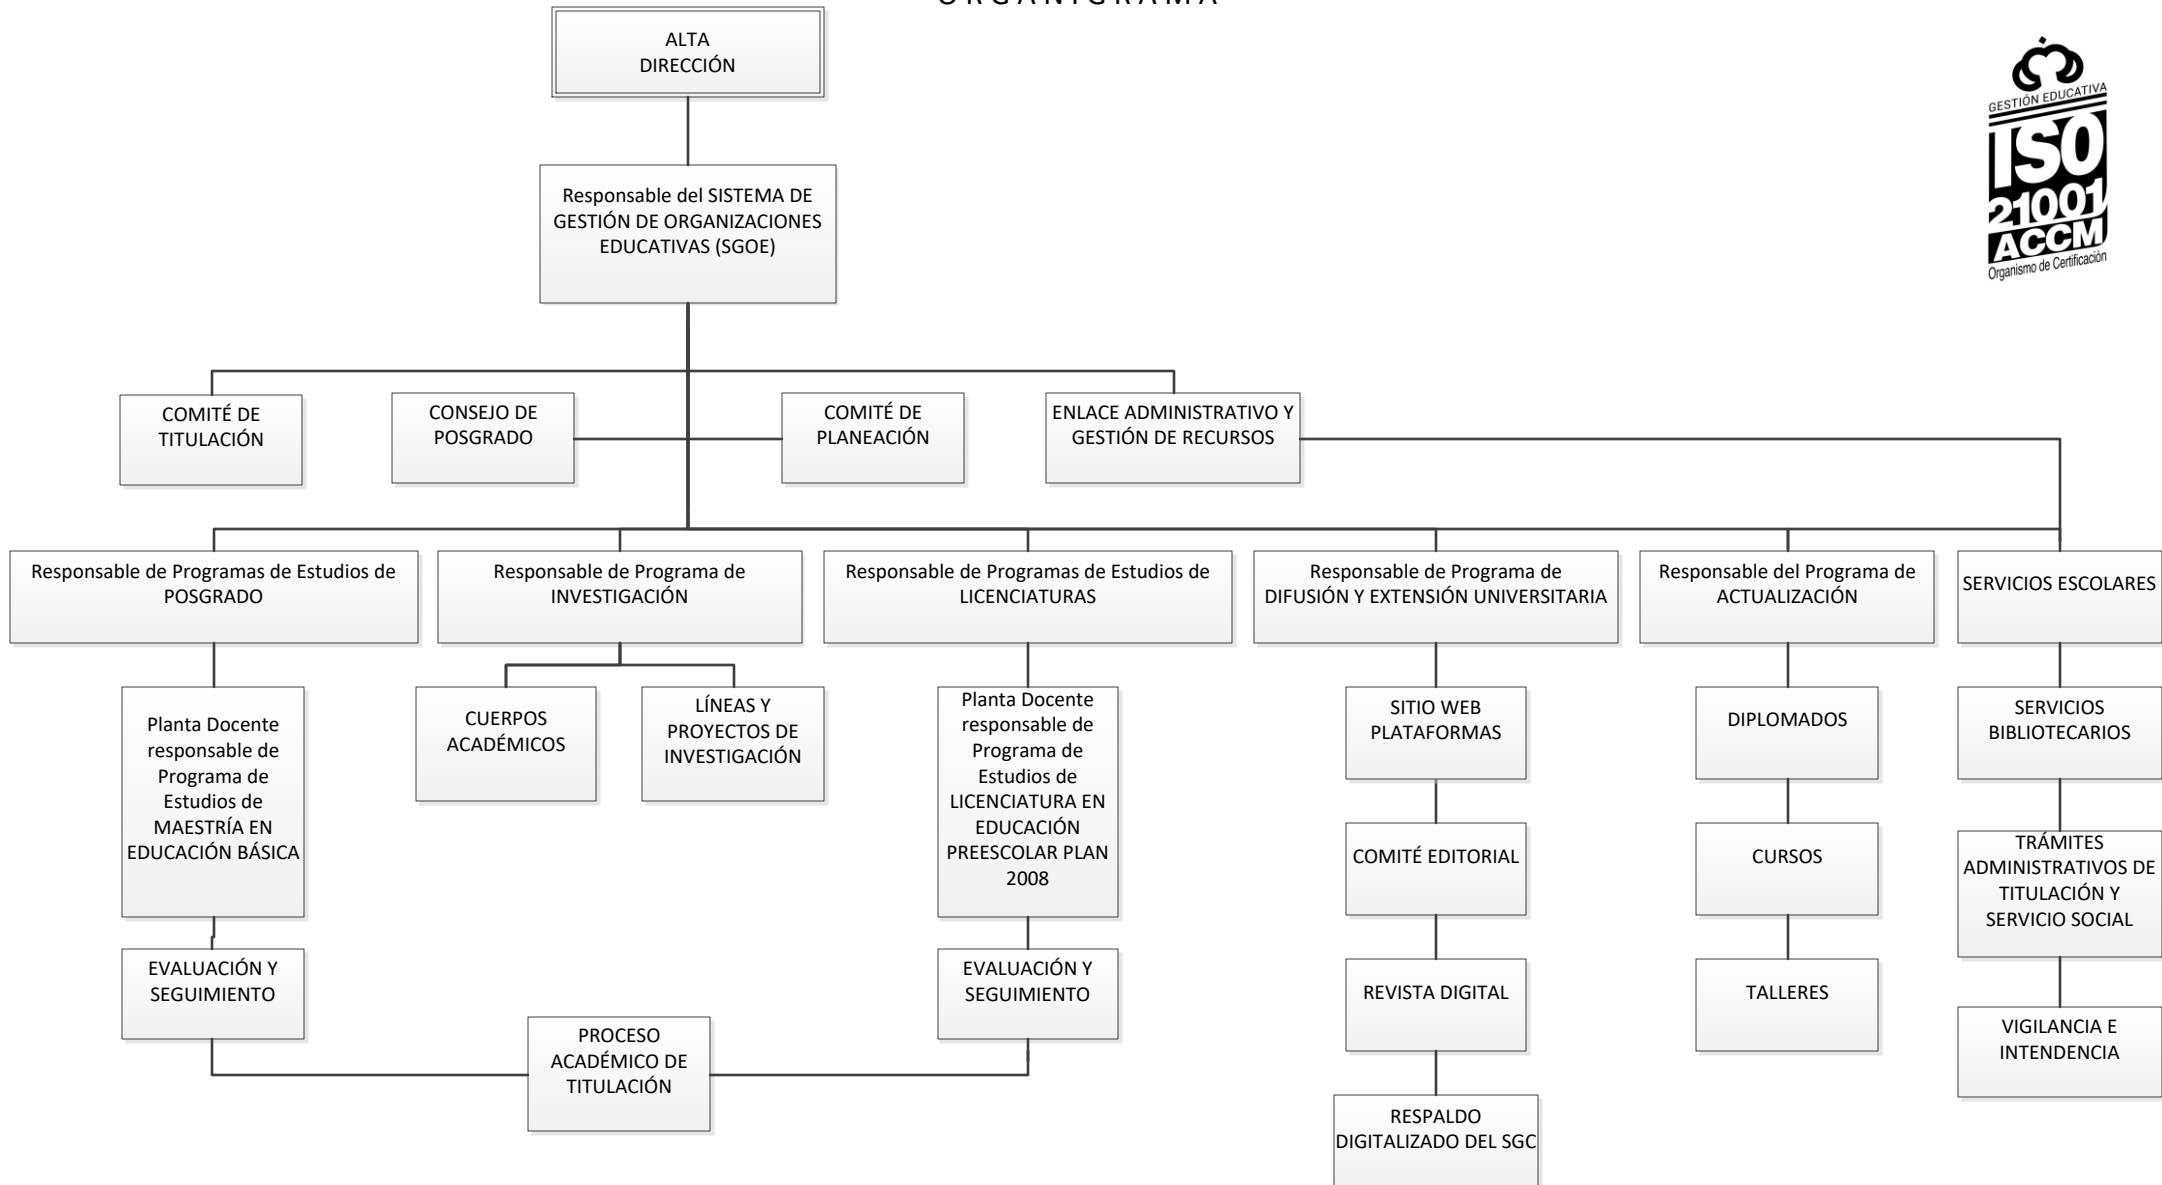 ORGANIGRAMA
ALTA
DIRECCIÓN
GESTIÓN EDUCATIVA
ISO
21001
ACCM
Organismo de Certificación
Responsable del SISTEMA DE
GESTIÓN DE ORGANIZACIONES
EDUCATIVAS (SGOE)
COMITÉ DE
TITULACIÓN
CONSEJO DE
POSGRADO
COMITÉ DE
PLANEACIÓN
ENLACE ADMINISTRATIVO Y
GESTIÓN DE RECURSOS
Responsable de Programas de Estudios de
POSGRADO
Responsable de Programa de
INVESTIGACIÓN
Responsable de Programas de Estudios de
LICENCIATURAS
Responsable de Programa de
DIFUSIÓN Y EXTENSIÓN UNIVERSITARIA
Responsable del Programa de
ACTUALIZACIÓN
SERVICIOS ESCOLARES
Planta Docente
responsable de
Programa de
Estudios de
MAESTRÍA EN
EDUCACIÓN BÁSICA
CUERPOS
ACADÉMICOS
LÍNEAS Y
PROYECTOS DE
INVESTIGACIÓN
Planta Docente
responsable de
Programa de
Estudios de
LICENCIATURA EN
EDUCACIÓN
PREESCOLAR PLAN
2008
SITIO WEB
PLATAFORMAS
DIPLOMADOS
SERVICIOS
BIBLIOTECARIOS
COMITÉ EDITORIAL
CURSOS
TRÁMITES
ADMINISTRATIVOS DE
TITULACIÓN Y
SERVICIO SOCIAL
EVALUACIÓN Y
SEGUIMIENTO
EVALUACIÓN Y
SEGUIMIENTO
REVISTA DIGITAL
TALLERES
VIGILANCIA E
INTENDENCIA
PROCESO
ACADÉMICO DE
TITULACIÓN
RESPALDO
DIGITALIZADO DEL SGC